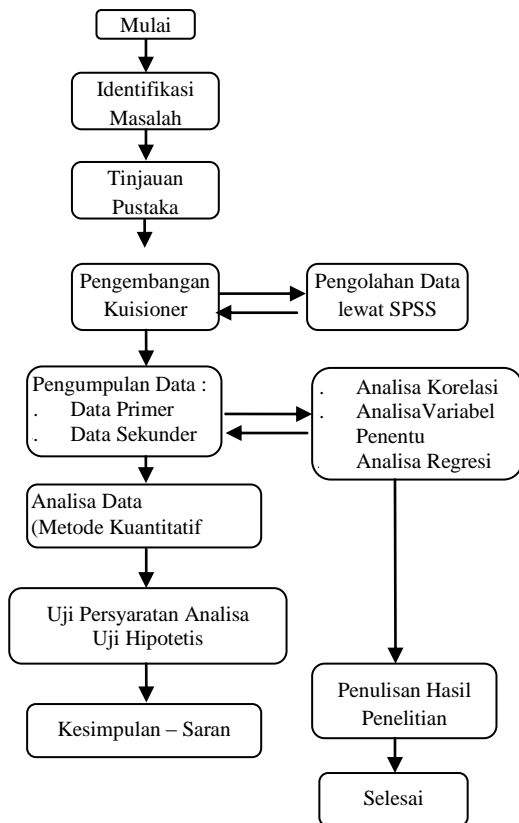 Mulai
Identifikasi
Masalah
Tinjauan
Pustaka
Pengembangan
Kuisioner
Pengolahan Data
lewat SPSS
Pengumpulan Data :
. Data Primer
. Data Sekunder
. Analisa Korelasi
. AnalisaVariabel
Penentu
. Analisa Regresi
Analisa Data
(Metode Kuantitatif
Uji Persyaratan Analisa
Uji Hipotetis
Kesimpulan – Saran
Penulisan Hasil
Penelitian
Selesai